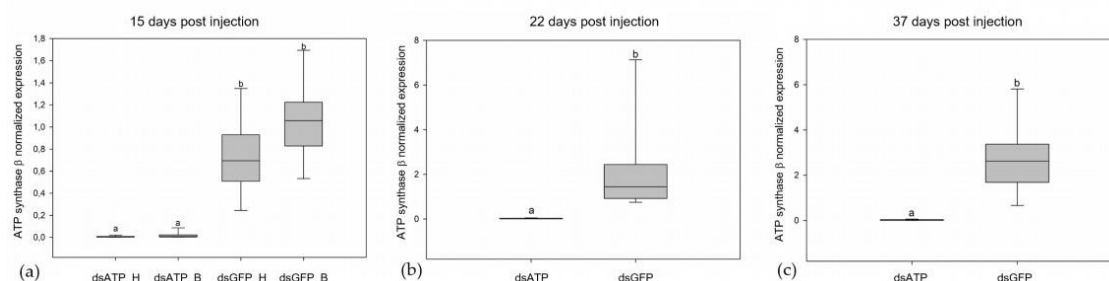 15 days post injection
ATP synthase β normalized expression
1,8
1,6
1,4
1,2
1,0
0,8
0,6
0,4
0,2
0,0
a
a
b
b
dsATP_H
dsATP_B
dsGFP_H
dsGFP_B
(a)
22 days post injection
ATP synthase β normalized expression
8
6
4
2
0
a
b
dsATP
dsGFP
(b)
37 days post injection
ATP synthase β normalized expression
8
6
4
2
0
a
b
dsATP
dsGFP
(c)